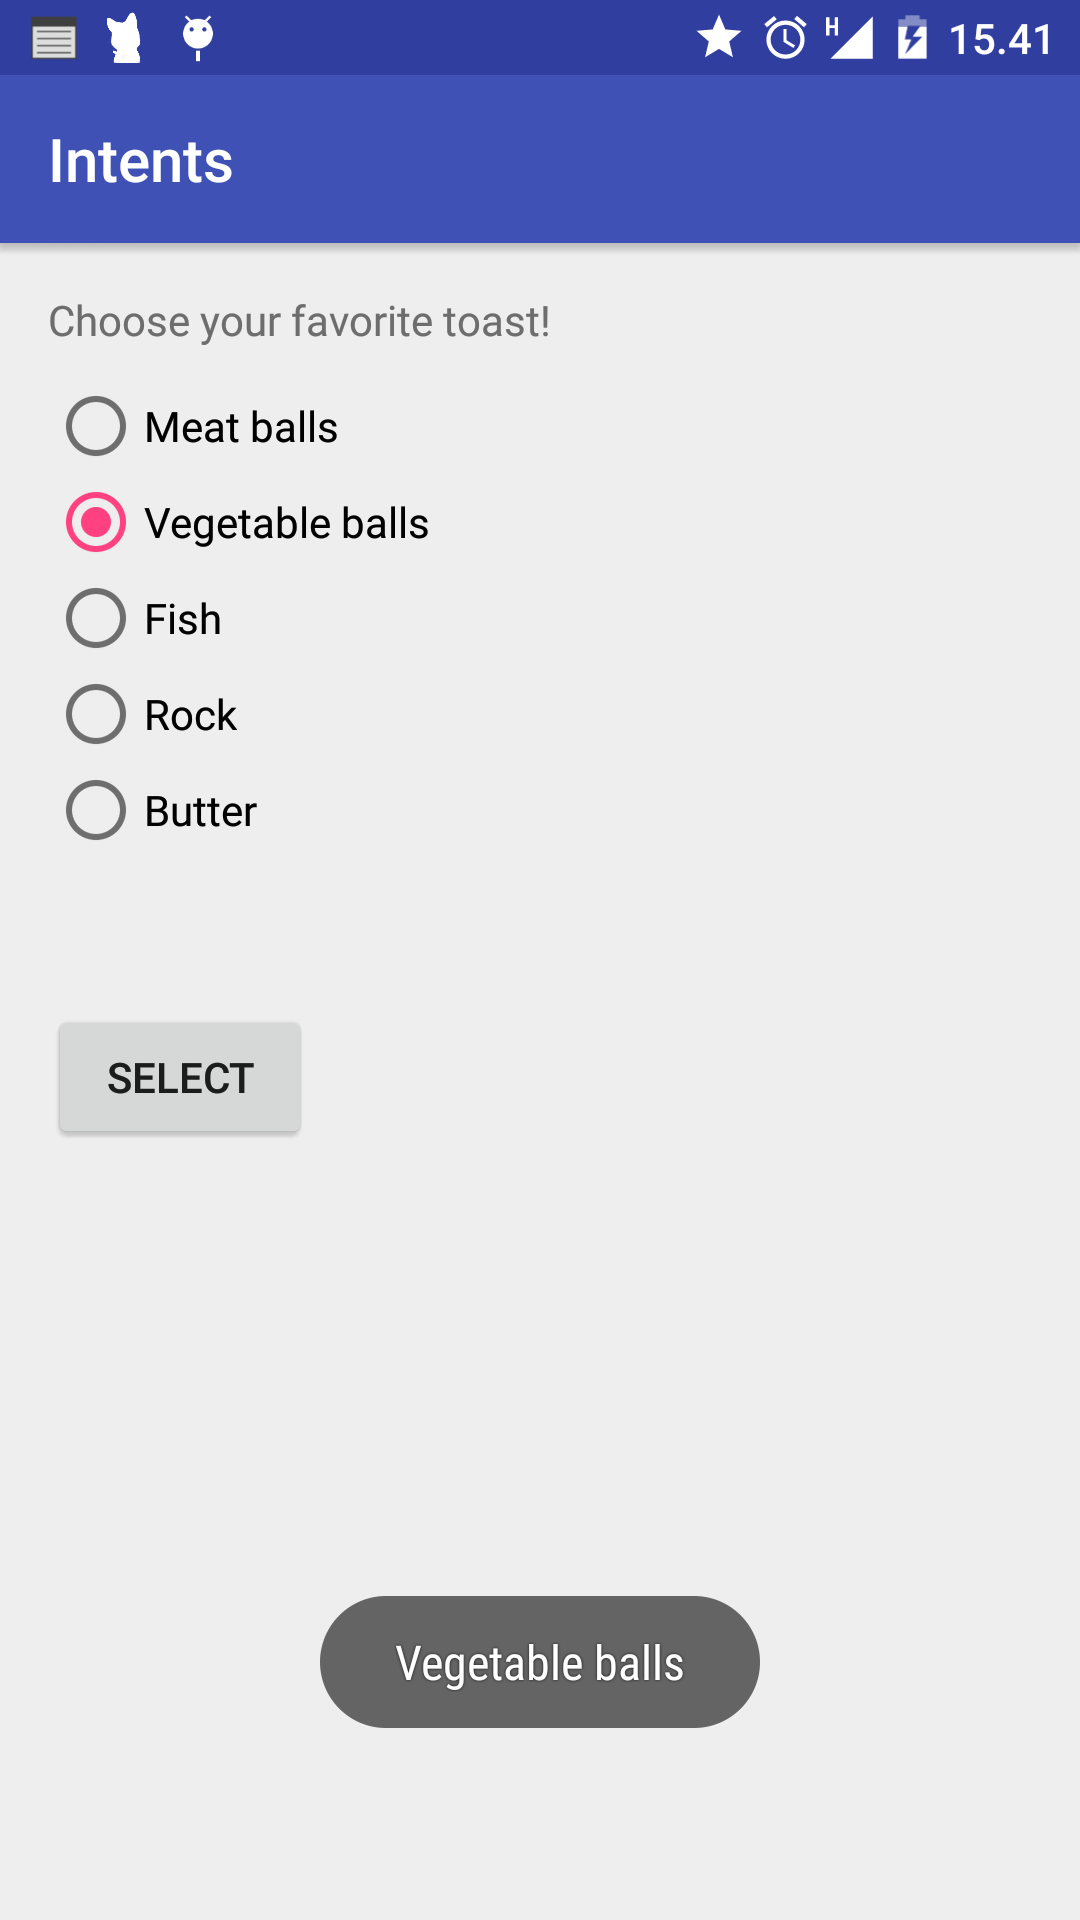 H 15.41
Intents
Choose your favorite toast!
Meat balls
Vegetable balls
Fish
Rock
Butter
SELECT
Vegetable balls